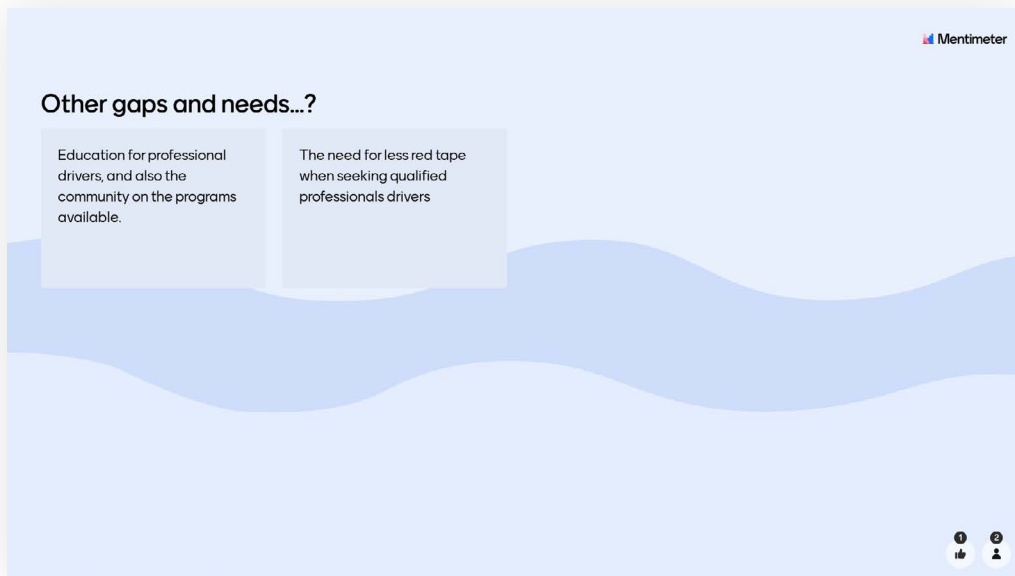 Mentimeter
Other gaps and needs...?
Education for professional
drivers, and also the
community on the programs
available.
The need for less red tape
when seeking qualified
professionals drivers
1
2